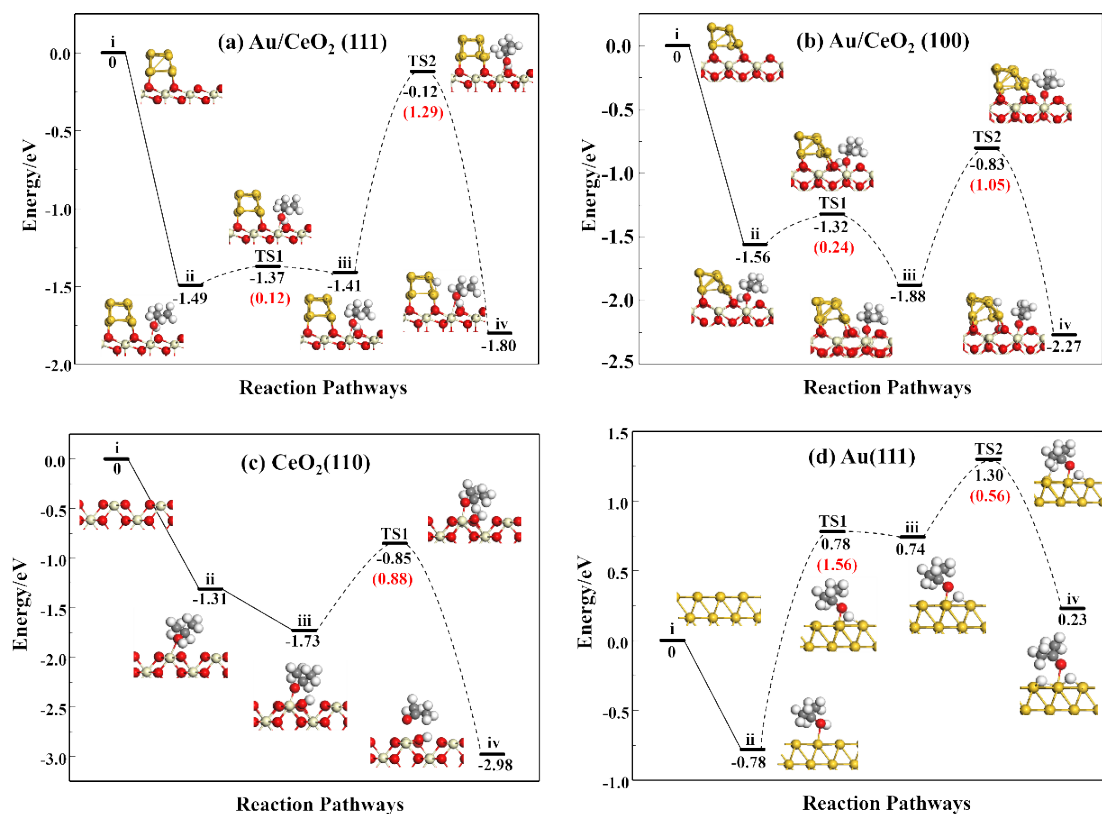 (a) Au/CeO2 (111)
Energy/eV
0.0
-0.5
-1.0
-1.5
-2.0
i
0
ii
-1.49
TS1
-1.37
(0.12)
iii
-1.41
TS2
-0.12
(1.29)
iv
-1.80
Reaction Pathways
(b) Au/CeO2 (100)
Energy/eV
0.0
-0.5
-1.0
-1.5
-2.0
-2.5
i
0
ii
-1.56
TS1
-1.32
(0.24)
iii
-1.88
TS2
-0.83
(1.05)
iv
-2.27
Reaction Pathways
(c) CeO2(110)
Energy/eV
0.0
-0.5
-1.0
-1.5
-2.0
-2.5
-3.0
i
0
ii
-1.31
iii
-1.73
TS1
-0.85
(0.88)
iv
-2.98
Reaction Pathways
(d) Au(111)
Energy/eV
1.5
1.0
0.5
0.0
-0.5
-1.0
i
0
ii
-0.78
TS1
0.78
(1.56)
iii
0.74
TS2
1.30
(0.56)
iv
0.23
Reaction Pathways